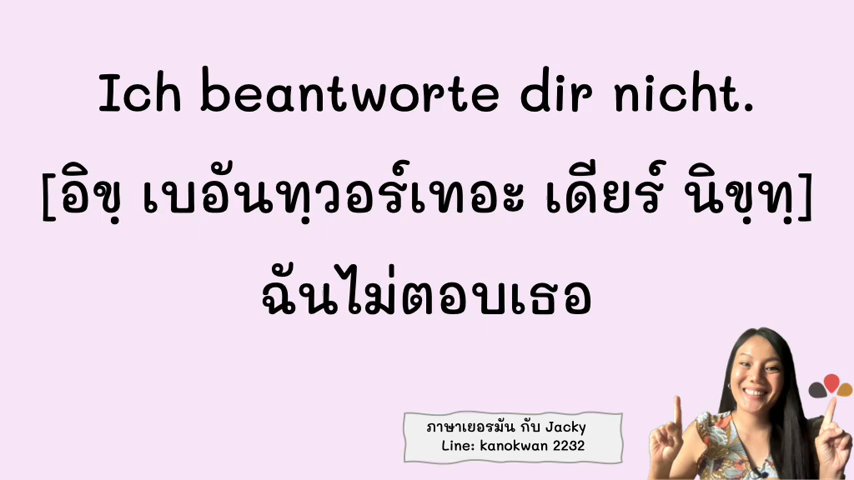 Ich beantworte dir nicht.
[อิขฺ เบอันทฺวอร์เทอะ เดียร์ นิขฺทฺ]
ฉันไม่ตอบเธอ
ภาษาเยอรมัน กับ Jacky
Line: kanokwan 2232